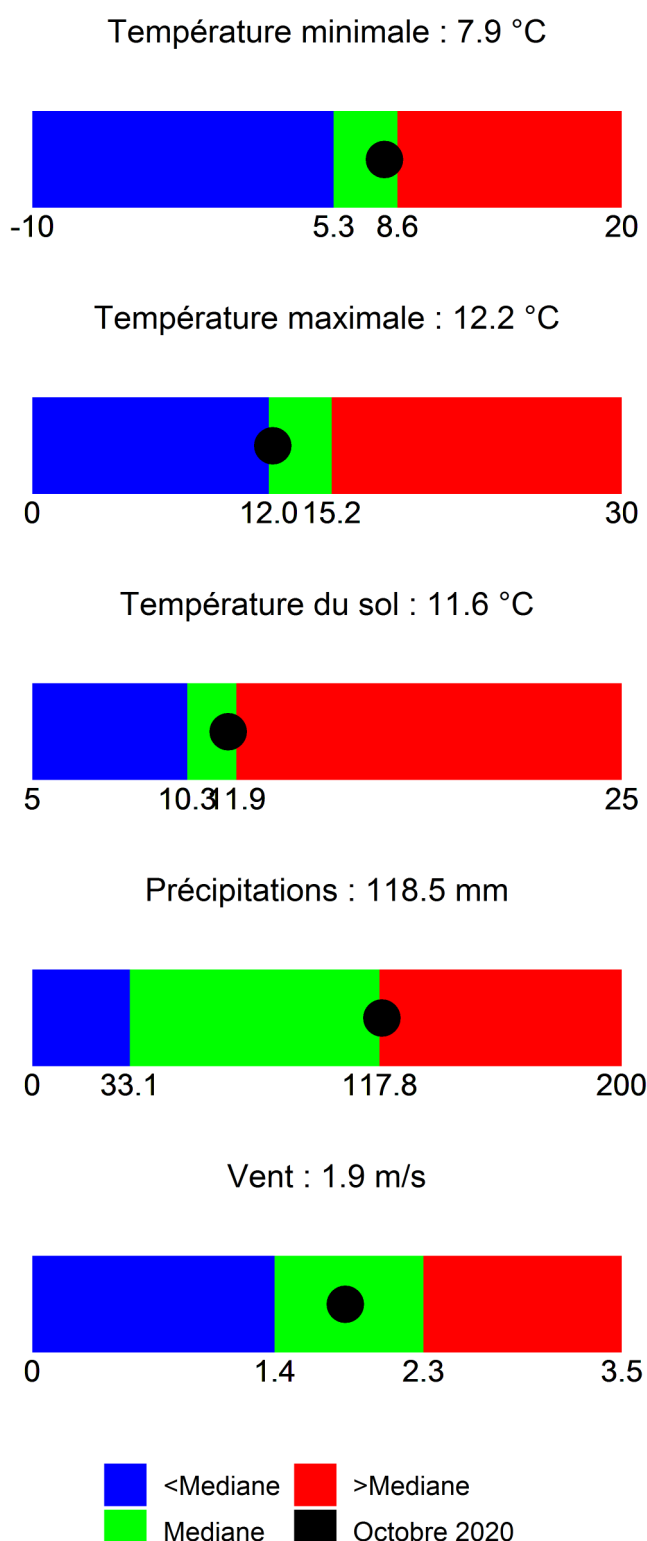 Température minimale : 7.9 °C
-10 5.3 8.6 20
Température maximale : 12.2 °C
0 12.0 15.2 30
Température du sol : 11.6 °C
5 10.3 11.9 25
Précipitations : 118.5 mm
0 33.1 117.8 200
Vent : 1.9 m/s
0 1.4 2.3 3.5
<Mediane >Mediane
Mediane Octobre 2020